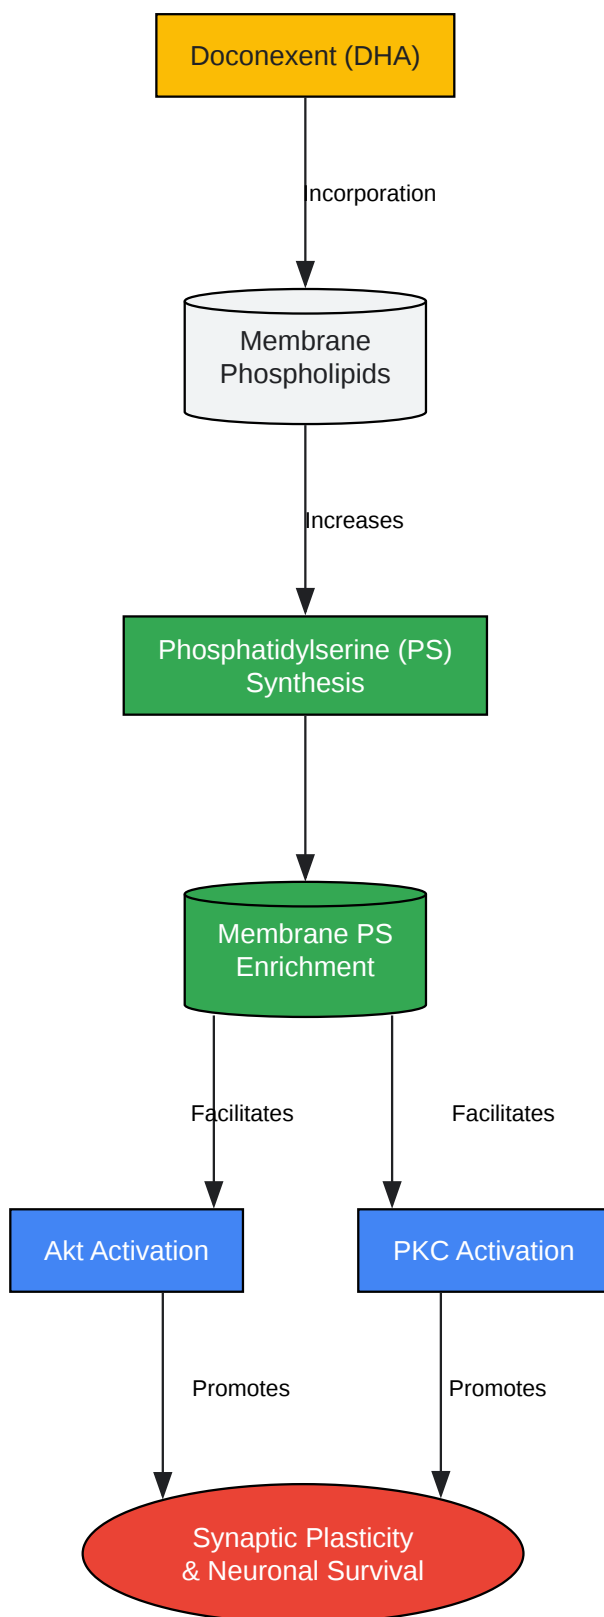 Doconexent (DHA)
Incorporation
Membrane
Phospholipids
Increases
Phosphatidylserine (PS)
Synthesis
Membrane PS
Enrichment
Facilitates
Facilitates
Akt Activation
PKC Activation
Promotes
Promotes
Synaptic Plasticity
& Neuronal Survival